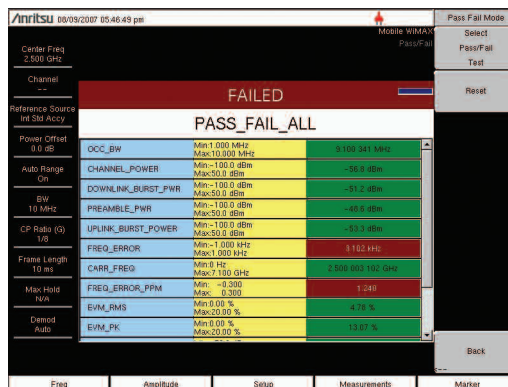 Anritsu 08/09/2007 05:46:49 pm
Mobile WiMAX
Pass/Fail
Pass Fail Mode
Select
Pass/Fail
Test
Reset
Back
Center Freq
2.500 GHz
Channel
--
Reference Source
Int Std Accy
Power Offset
0.0 dB
Auto Range
On
BW
10 MHz
CP Ratio (G)
1/8
Frame Length
10 ms
Max Hold
N/A
Demod
Auto
FAILED
PASS_FAIL_ALL
OCC_BW Min:1.000 MHz Max:10.000 MHz 9.100 341 MHz
CHANNEL_POWER Min:-100.0 dBm Max:50.0 dBm -56.8 dBm
DOWNLINK_BURST_PWR Min:-100.0 dBm Max:50.0 dBm -51.2 dBm
PREAMBLE_PWR Min:-100.0 dBm Max:50.0 dBm dBm
UPLINK_BURST_POWER Min:-100.0 dBm Max:50.0 dBm -53.3 dBm
FREQ_ERROR Min:-1.000 kHz Max:1.000 kHz 3.102 kHz
CARR_FREQ Min:0 Hz Max:7.100 GHz 2.500 003 102 GHz
FREQ_ERROR_PPM Min: -0.300 Max: 0.300 1.240
EVM_RMS Min:0.00 % Max:20.00 % 4.76 %
EVM_PK Min:0.00 % Max:20.00 % 13.07 %
Freq Amplitude Setup Measurements Marker